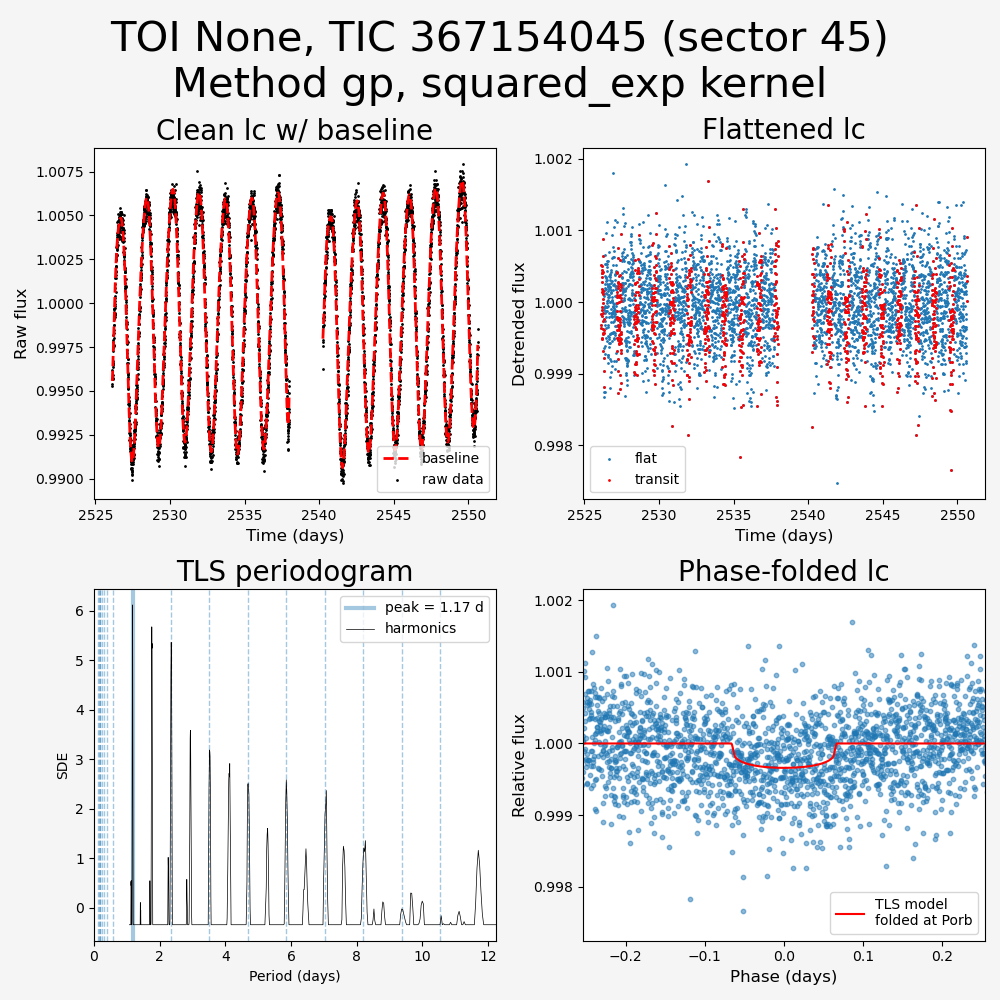 TOI None, TIC 367154045 (sector 45)
Method gp, squared_exp kernel
Clean lc w/ baseline
Raw flux
1.0075
1.0050
1.0025
1.0000
0.9975
0.9950
0.9925
0.9900
baseline
raw data
2525 2530 2535 2540 2545 2550
Time (days)
Flattened lc
Detrended flux
1.002
1.001
1.000
0.999
0.998
flat
transit
2525 2530 2535 2540 2545 2550
Time (days)
TLS periodogram
SDE
6
5
4
3
2
1
0
peak = 1.17 d
harmonics
0 2 4 6 8 10 12
Period (days)
Phase-folded lc
Relative flux
1.002
1.001
1.000
0.999
0.998
TLS model
folded at Porb
−0.2 −0.1 0.0 0.1 0.2
Phase (days)